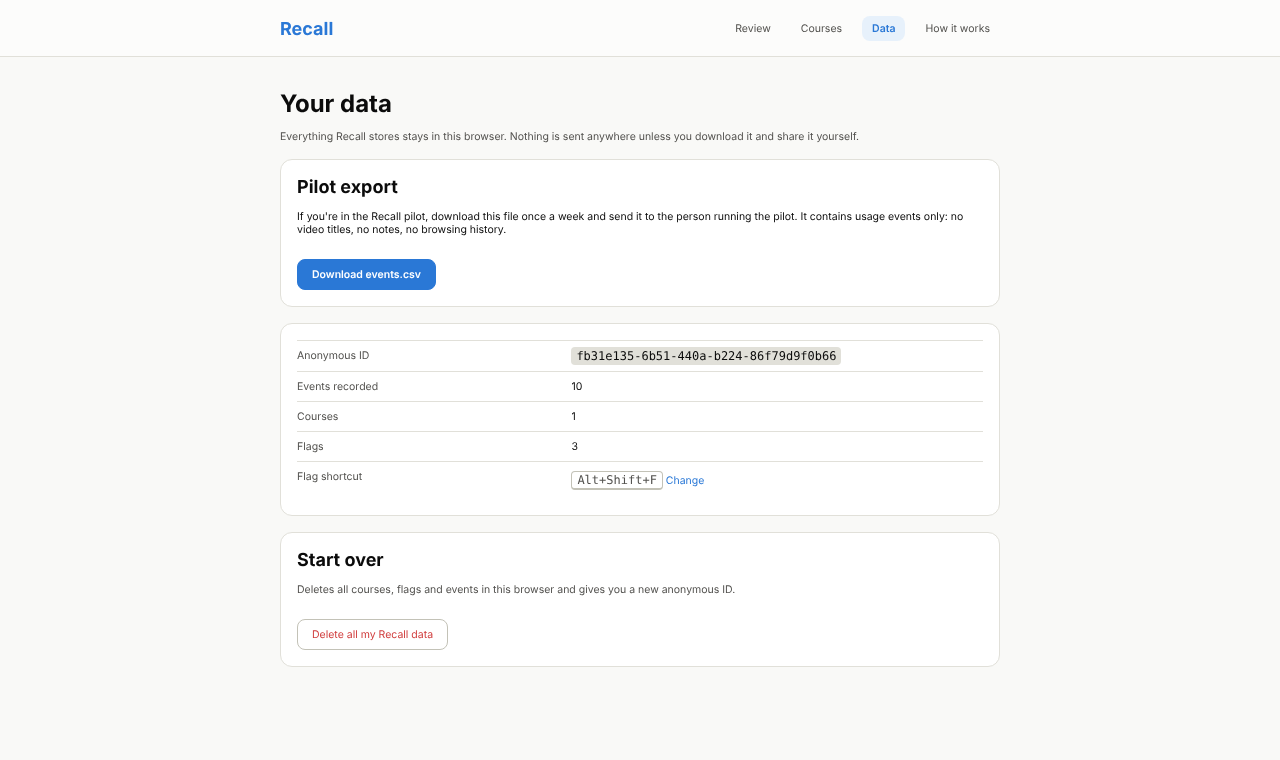 Recall
Review
Courses
Data
How it works
Your data
Everything Recall stores stays in this browser. Nothing is sent anywhere unless you download it and share it yourself.
Pilot export
If you're in the Recall pilot, download this file once a week and send it to the person running the pilot. It contains usage events only: no
video titles, no notes, no browsing history.
Download events.csv
Anonymous ID fb31e135-6b51-440a-b224-86f79d9f0b66
Events recorded 10
Courses 1
Flags 3
Flag shortcut Alt+Shift+F Change
Start over
Deletes all courses, flags and events in this browser and gives you a new anonymous ID.
Delete all my Recall data